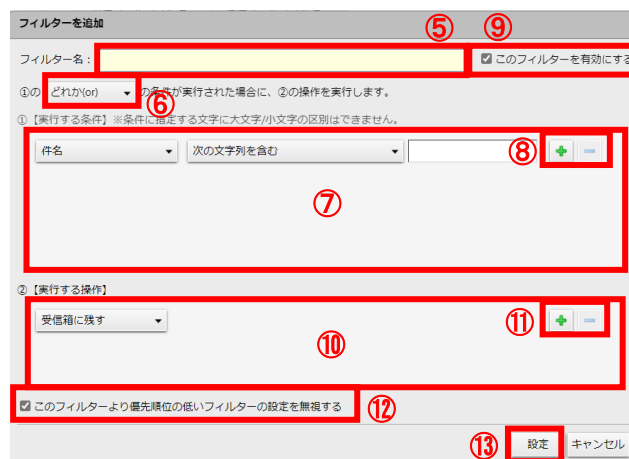 フィルターを追加
⑤ ⑨
フィルター名：
このフィルターを有効にする
①の どれか(or) の条件が実行された場合に、②の操作を実行します。
⑥
①【実行する条件】※条件に指定する文字に大文字/小文字の区別はできません。
件名 次の文字列を含む ⑧
⑦
②【実行する操作】
受信箱に残す ⑪
⑩
このフィルターより優先順位の低いフィルターの設定を無視する ⑫
⑬ 設定 キャンセル